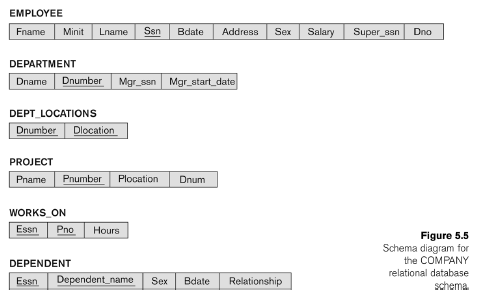 EMPLOYEE
Fname Minit Lname Ssn Bdate Address Sex Salary Super_ssn Dno
DEPARTMENT
Dname Dnumber Mgr_ssn Mgr_start_date
DEPT_LOCATIONS
Dnumber Dlocation
PROJECT
Pname Pnumber Plocation Dnum
WORKS_ON
Essn Pno Hours
DEPENDENT
Essn Dependent_name Sex Bdate Relationship
Figure 5.5
Schema diagram for
the COMPANY
relational database
schema.